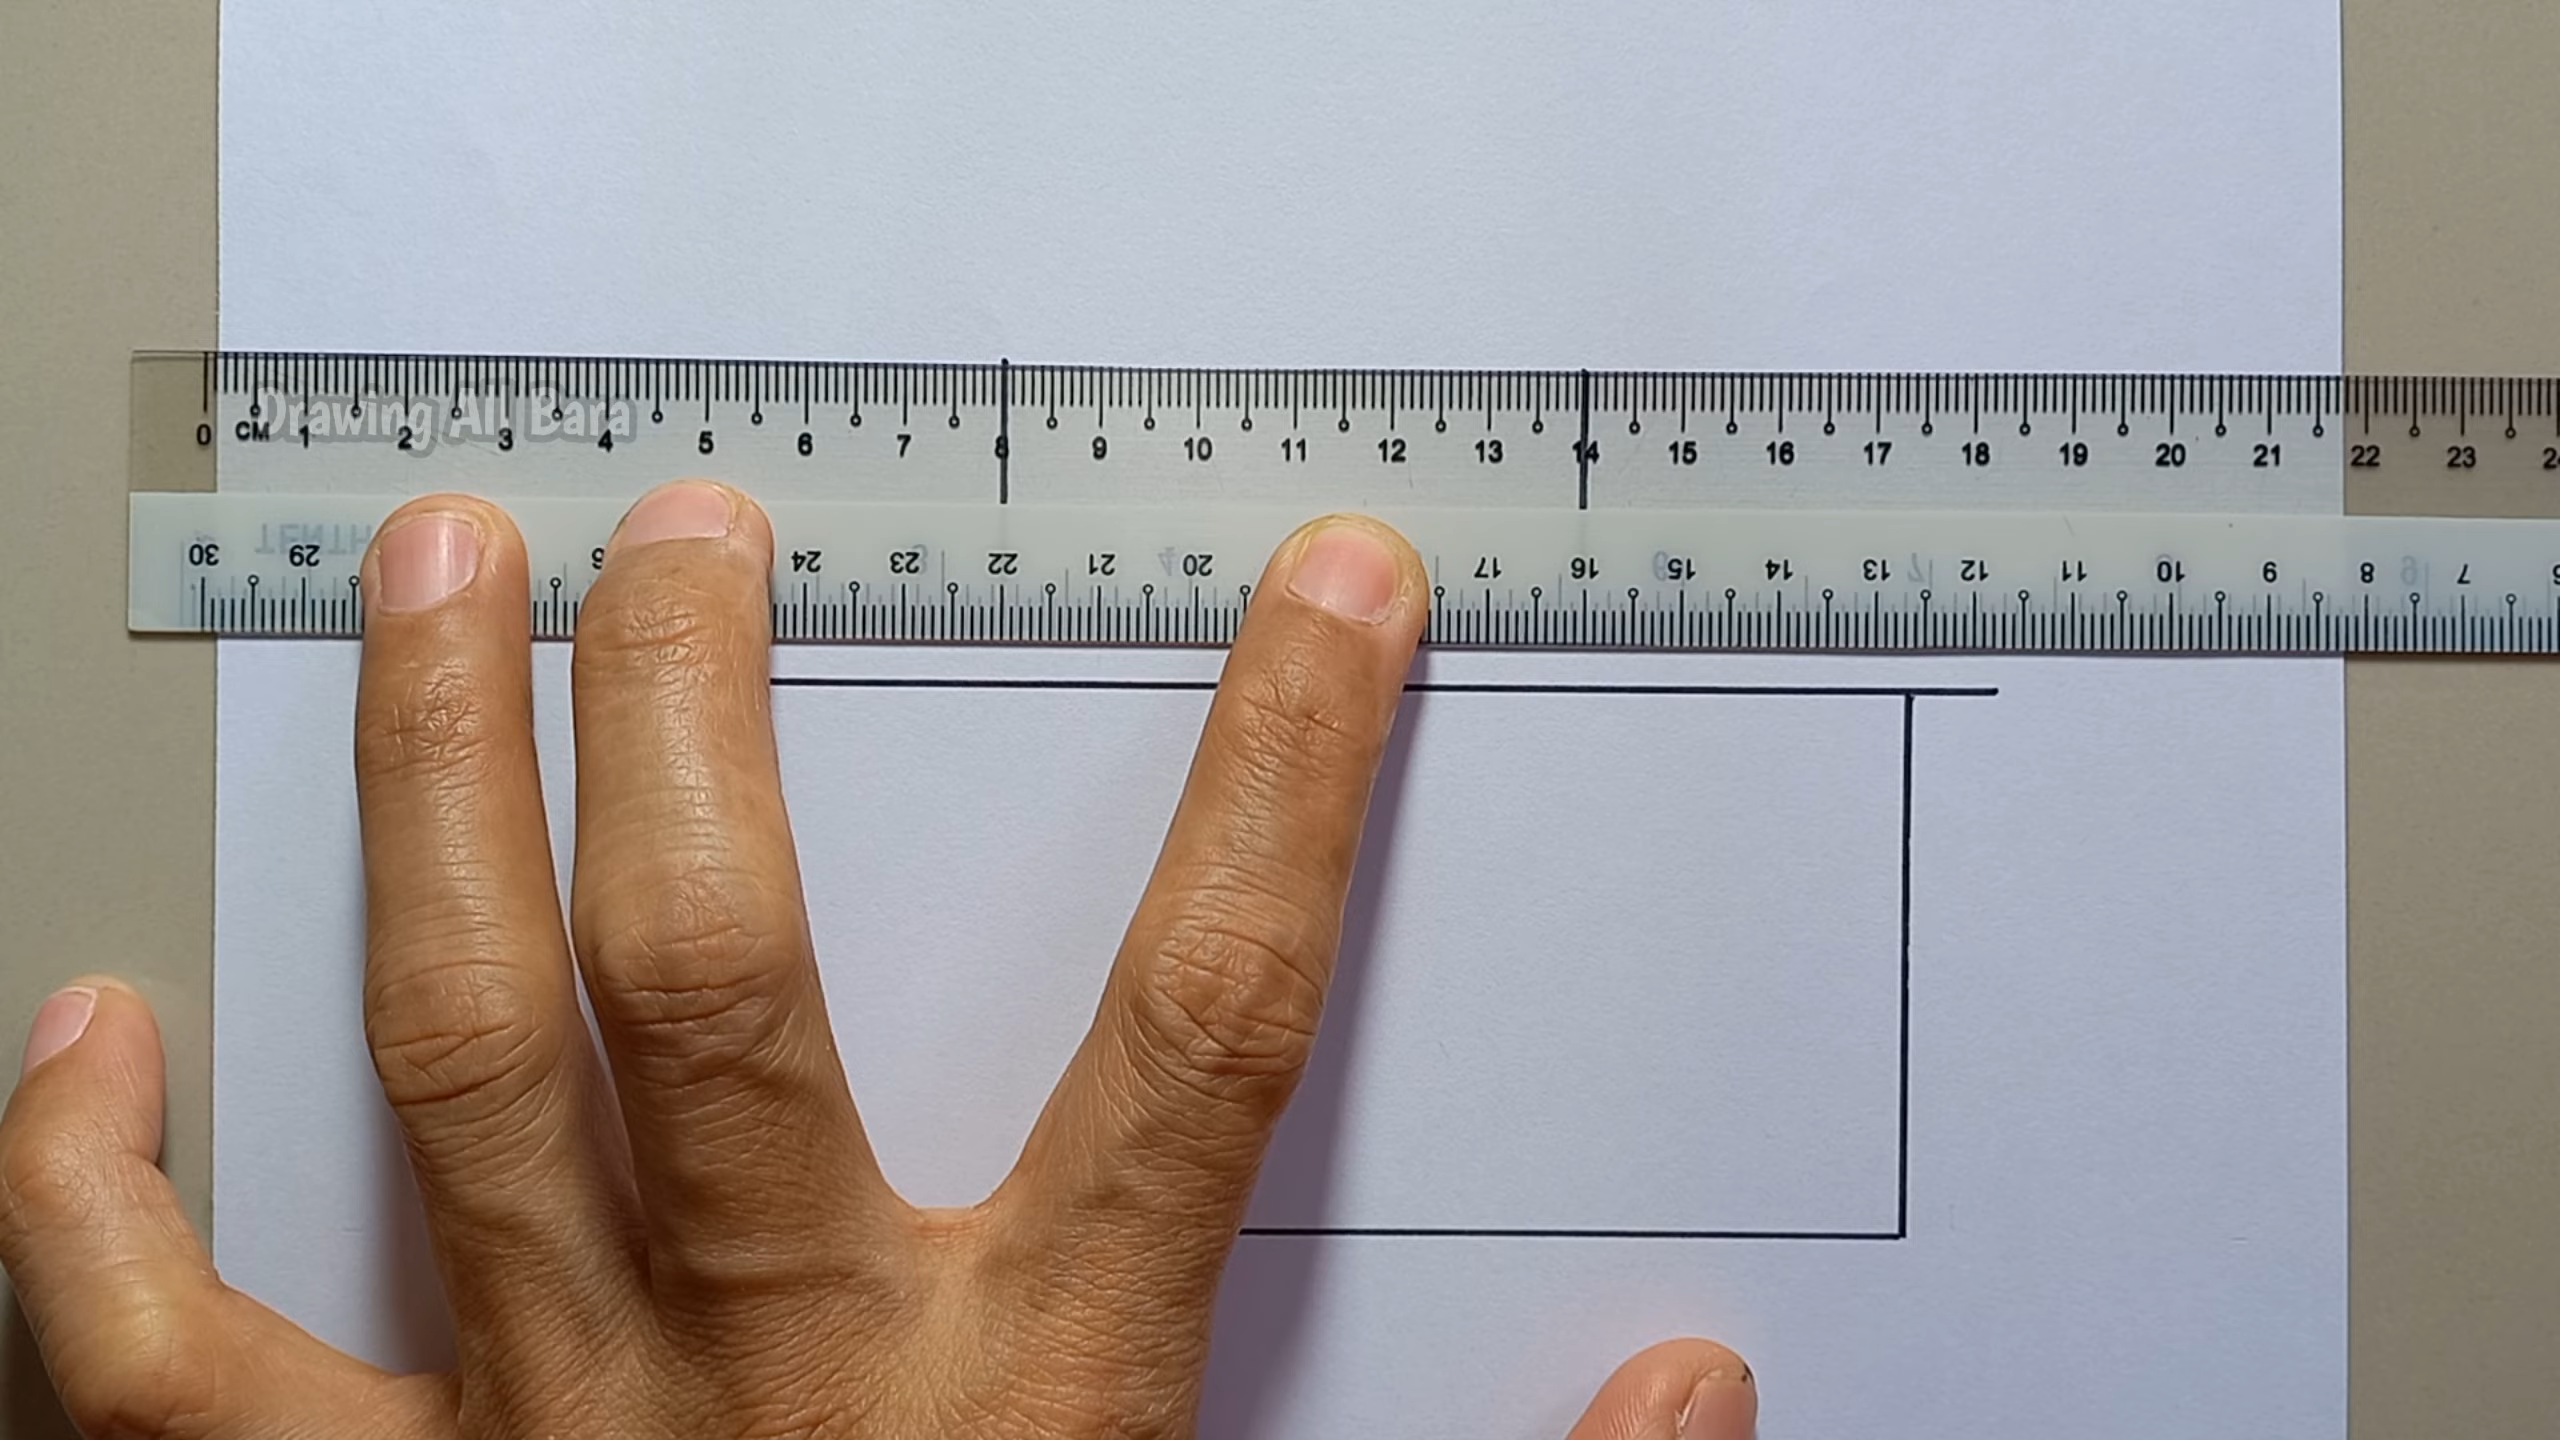 Drawing All Bara
0 CM 1 2 3 4 5 6 7 8 9 10 11 12 13 14 15 16 17 18 19 20 21 22 23
TENTH
30 29 24 23 22 21 20 17 16 15 14 13 12 11 10 9 8 7